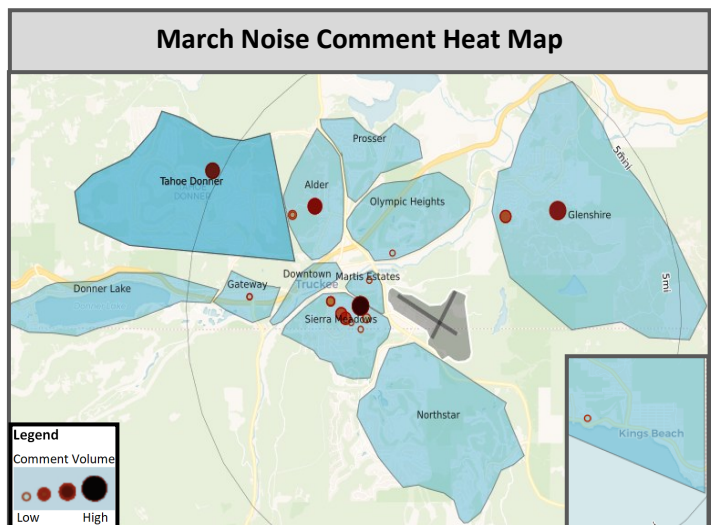 March Noise Comment Heat Map
Prosser
5mi
Tahoe Donner
DONNER
Alder
Olympic Heights
Glenshire
Downtown
Martis Estates
Gateway
Truckee
Donner Lake
5mi
Sierra Meadows
Northstar
Kings Beach
Legend
Comment Volume
Low High